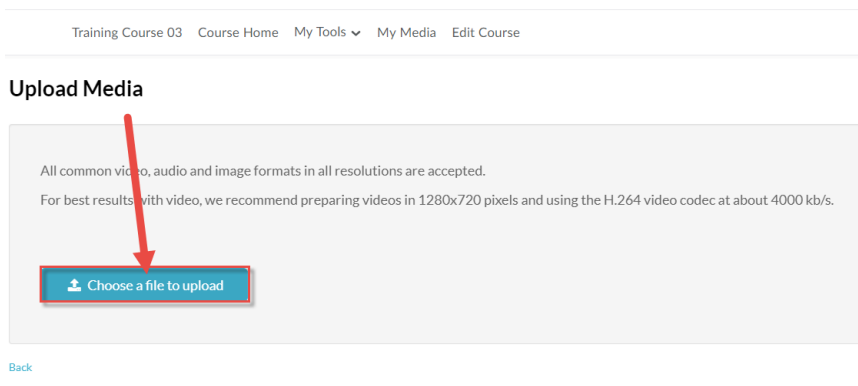 Training Course 03 Course Home My Tools My Media Edit Course
Upload Media
All common video, audio and image formats in all resolutions are accepted.
For best results with video, we recommend preparing videos in 1280x720 pixels and using the H.264 video codec at about 4000 kb/s.
Choose a file to upload
Back